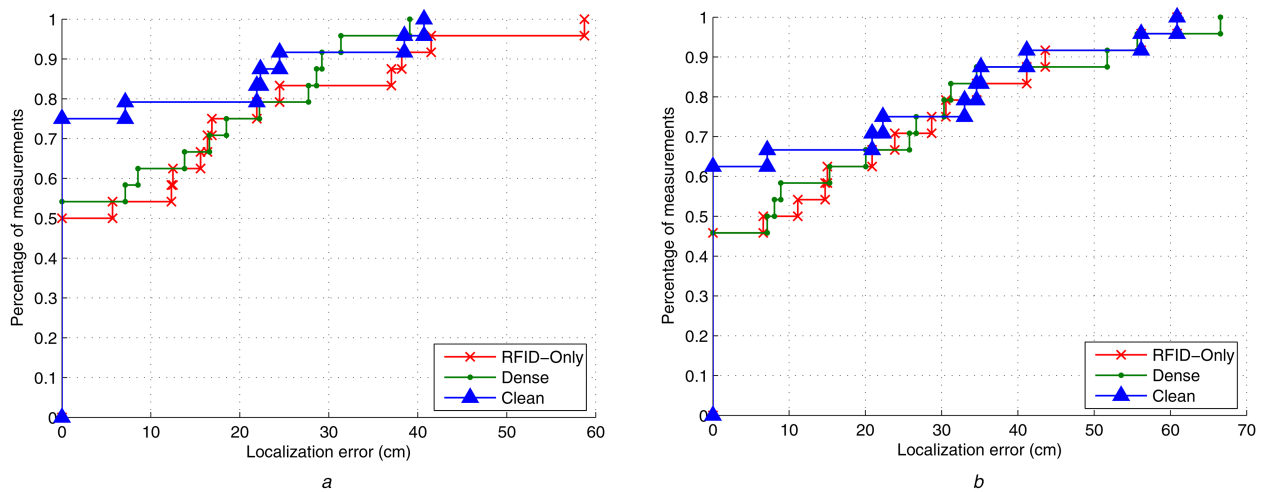 1
0.9
0.8
0.7
0.6
0.5
0.4
0.3
0.2
0.1
0
Percentage of measurements
0 10 20 30 40 50 60
Localization error (cm)
RFID-Only
Dense
Clean
a
1
0.9
0.8
0.7
0.6
0.5
0.4
0.3
0.2
0.1
0
Percentage of measurements
0 10 20 30 40 50 60 70
Localization error (cm)
RFID-Only
Dense
Clean
b